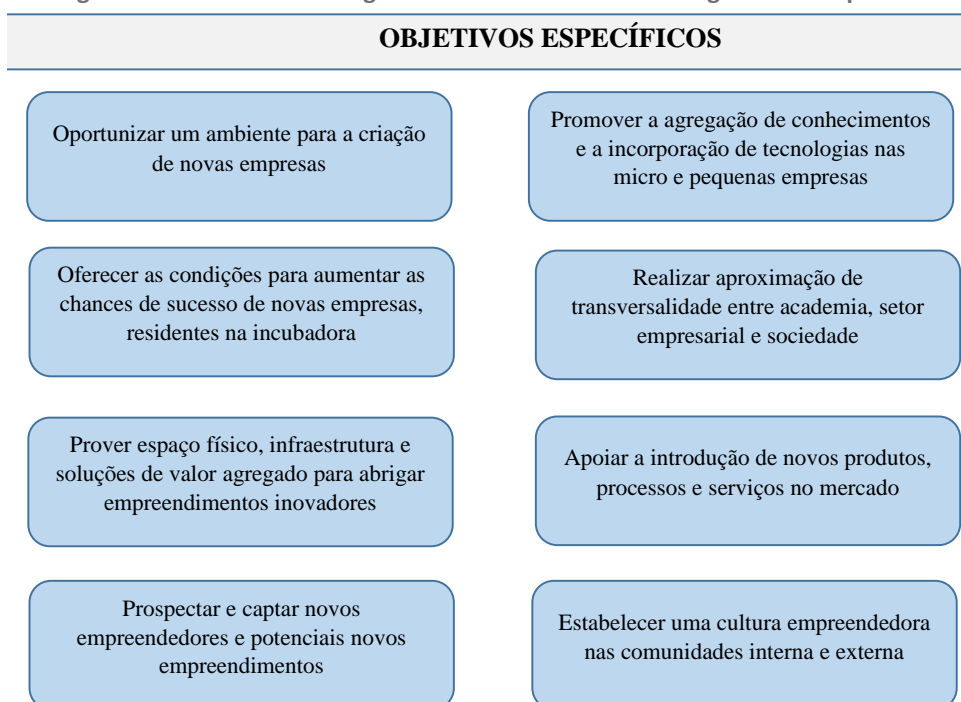 OBJETIVOS ESPECÍFICOS
Oportunizar um ambiente para a criação
de novas empresas
Promover a agregação de conhecimentos
e a incorporação de tecnologias nas
micro e pequenas empresas
Oferecer as condições para aumentar as
chances de sucesso de novas empresas,
residentes na incubadora
Realizar aproximação de
transversalidade entre academia, setor
empresarial e sociedade
Prover espaço físico, infraestrutura e
soluções de valor agregado para abrigar
empreendimentos inovadores
Apoiar a introdução de novos produtos,
processos e serviços no mercado
Prospectar e captar novos
empreendedores e potenciais novos
empreendimentos
Estabelecer uma cultura empreendedora
nas comunidades interna e externa